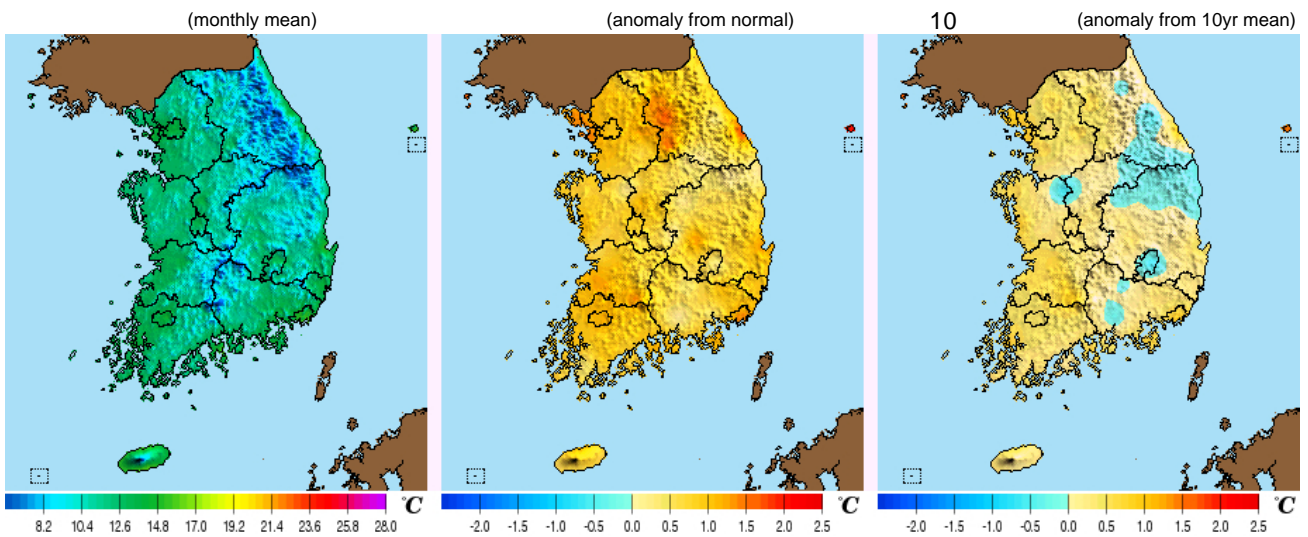 (monthly mean)
(anomaly from normal)
10
(anomaly from 10yr mean)
8.2 10.4 12.6 14.8 17.0 19.2 21.4 23.6 25.8 28.0 °C
-2.0 -1.5 -1.0 -0.5 0.0 0.5 1.0 1.5 2.0 2.5 °C
-2.0 -1.5 -1.0 -0.5 0.0 0.5 1.0 1.5 2.0 2.5 °C